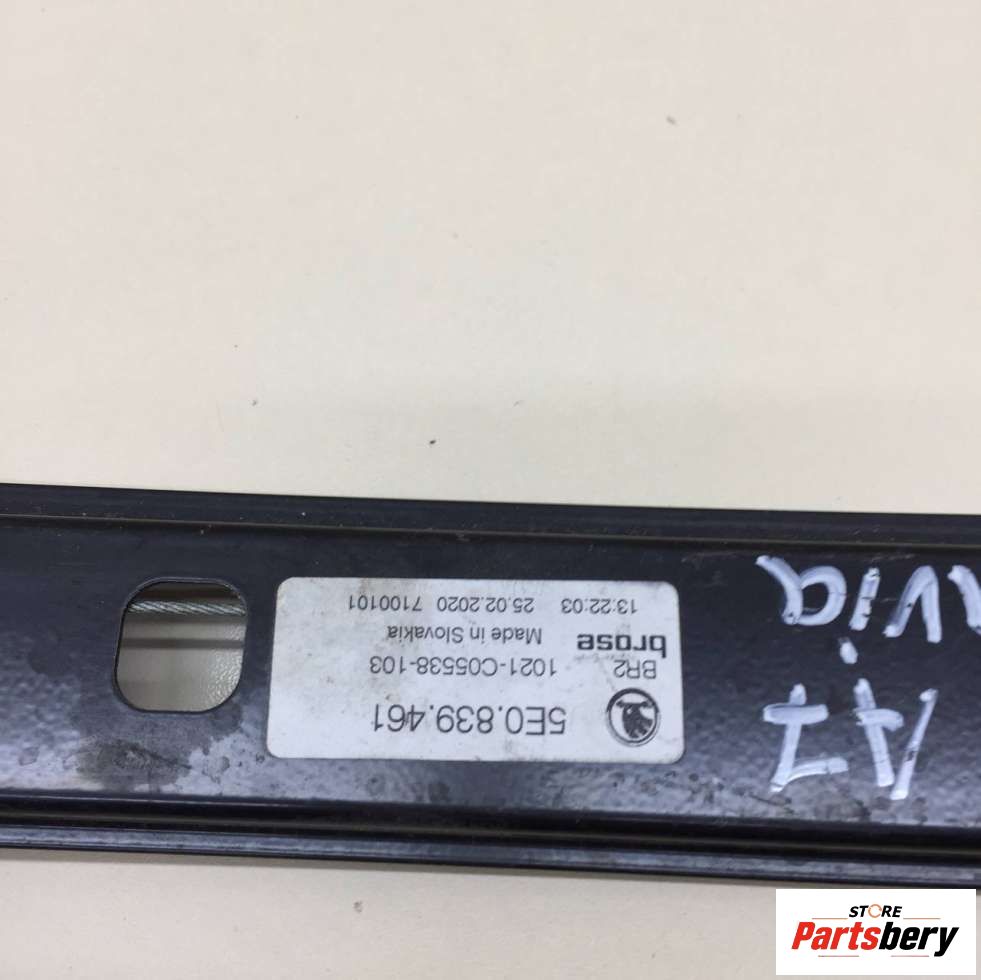 5E0.839.461
BR2 1021-C05538-103
brose Made in Slovakia
13:22:03 25.02.2020 7100101
A7
via
STORE
Partsbery